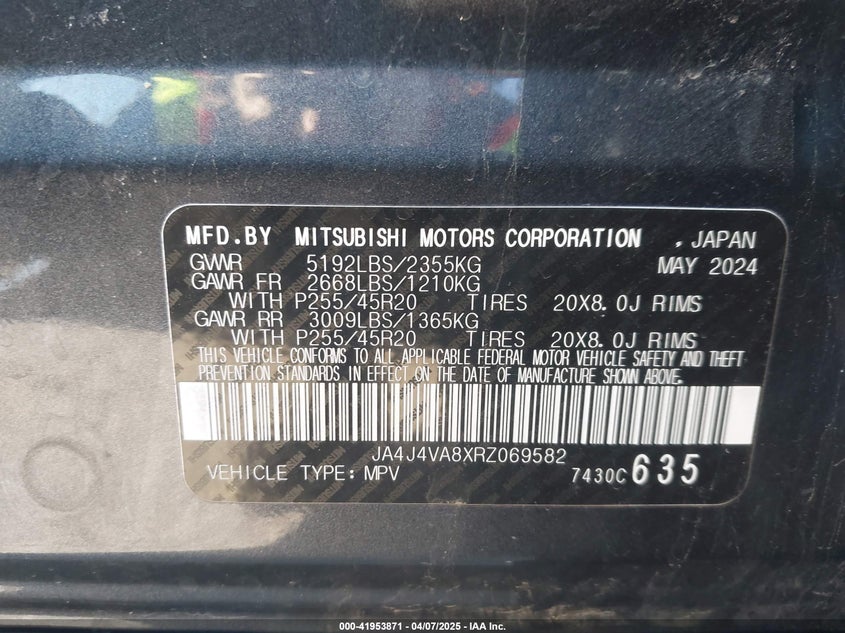 MFD.BY MITSUBISHI MOTORS CORPORATION , JAPAN
GVWR 5192LBS/2355KG MAY 2024
GAWR FR 2668LBS/1210KG
WITH P255/45R20 TIRES 20X8.0J RIMS
GAWR RR 3009LBS/1365KG
WITH P255/45R20 TIRES 20X8.0J RIMS
THIS VEHICLE CONFORMS TO ALL APPLICABLE FEDERAL MOTOR VEHICLE SAFETY AND THEFT
PREVENTION STANDARDS IN EFFECT ON THE DATE OF MANUFACTURE SHOWN ABOVE.
JA4J4VA8XRZ069582
VEHICLE TYPE: MPV 7430C 635
000-41953871 - 04/07/2025 - IAA Inc.